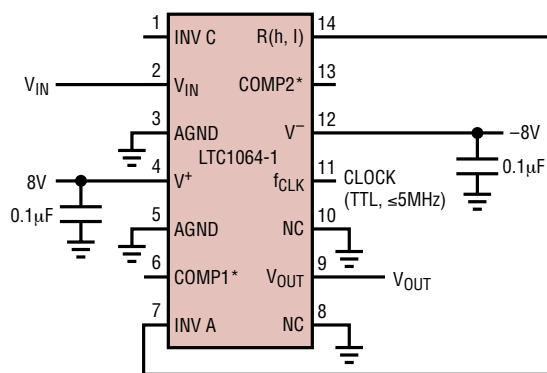 1 INV C
14 R(h, I)
V_IN 2 V_IN
13 COMP2*
3 AGND
12 V⁻ –8V
0.1µF
LTC1064-1
8V 4 V⁺
0.1µF
11 f_CLK CLOCK
(TTL, ≤5MHz)
5 AGND
10 NC
6 COMP1*
9 V_OUT V_OUT
7 INV A
8 NC